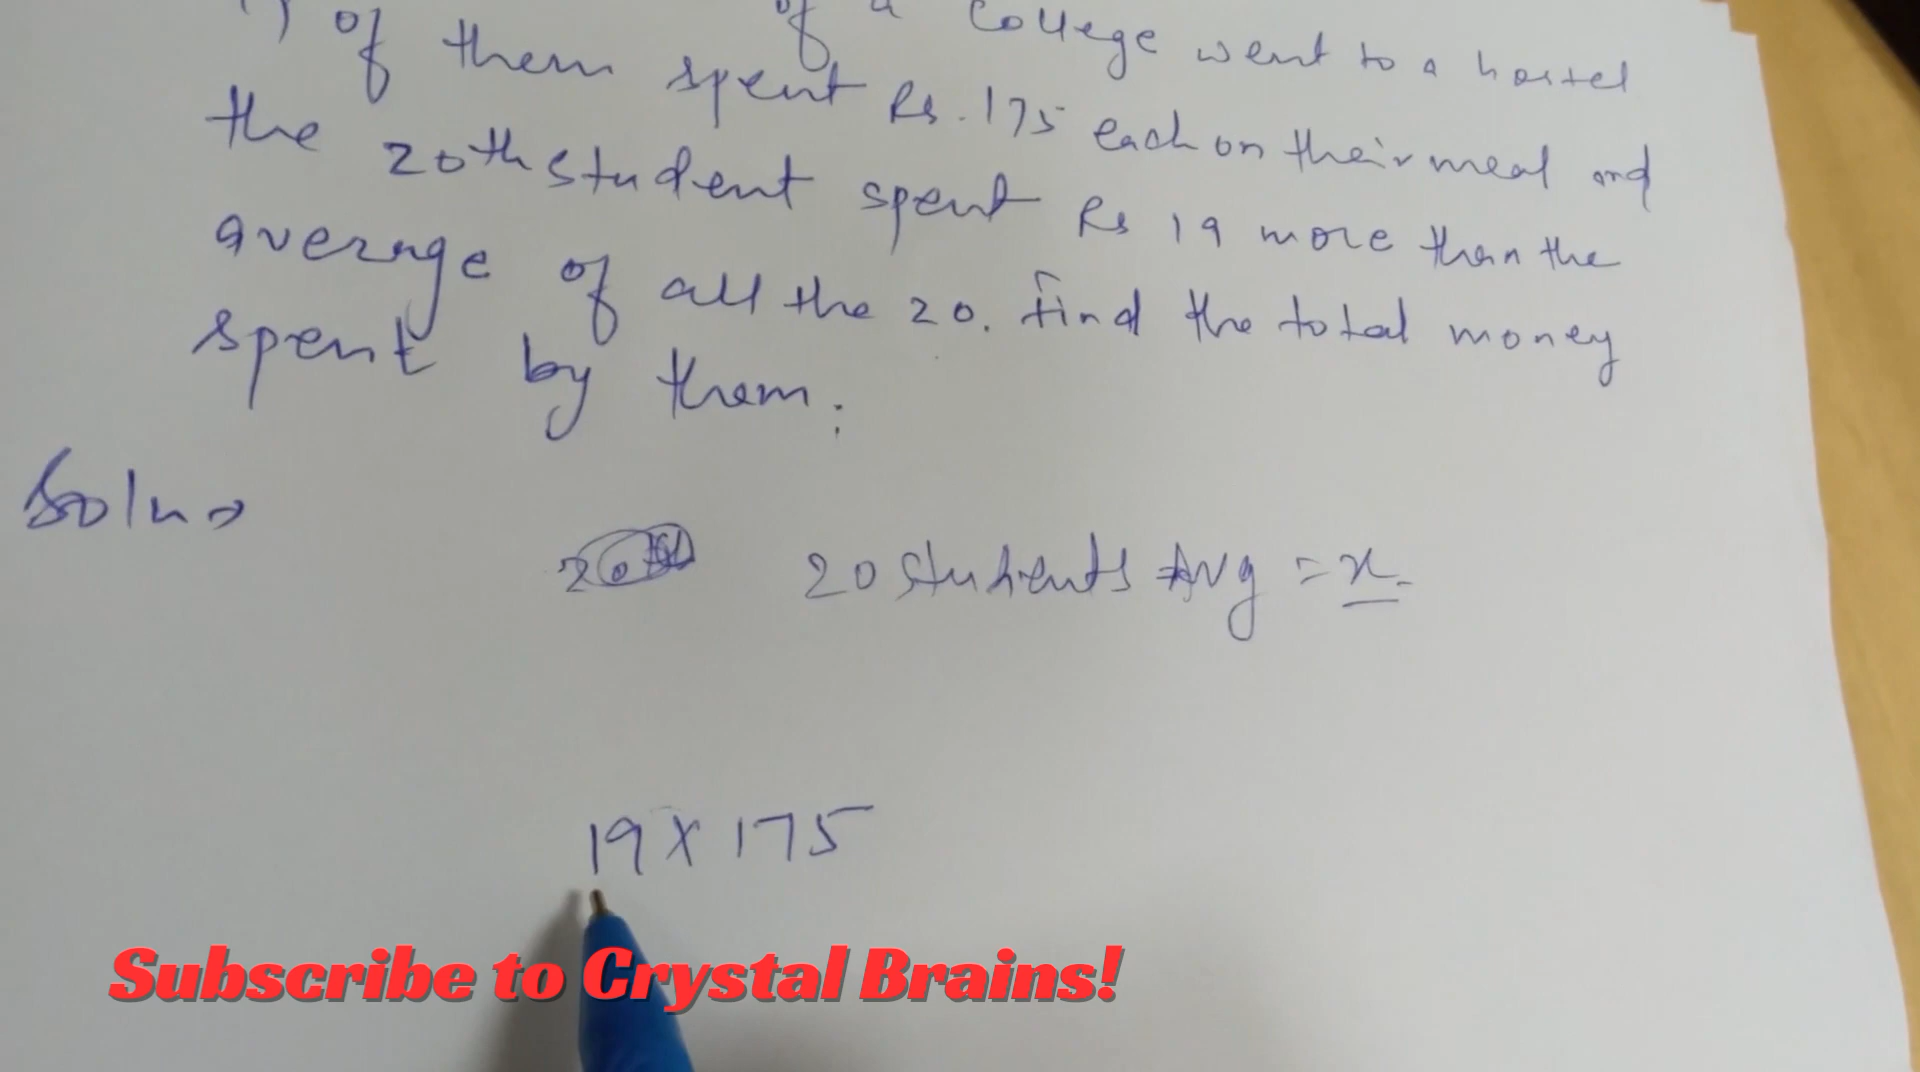 of a College went to a hostel
of them spent Rs. 175 each on their meal and
the 20th student spent Rs 19 more than the
average of all the 20. Find the total money
spent by them.
Soln→
20 students Avg = x.
19 x 175
Subscribe to Crystal Brains!